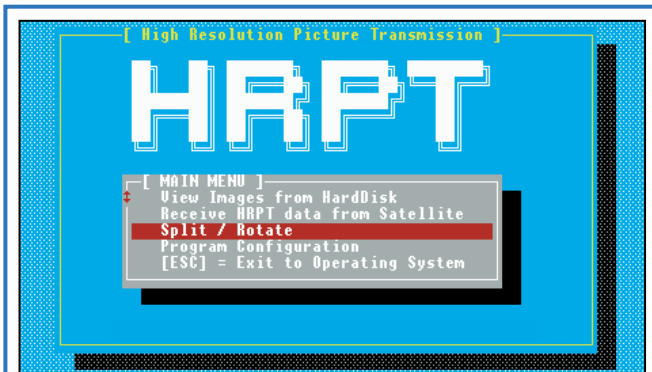 [ High Resolution Picture Transmission ]
HRPT
[ MAIN MENU ]
View Images from HardDisk
Receive HRPT data from Satellite
Split / Rotate
Program Configuration
[ESC] = Exit to Operating System